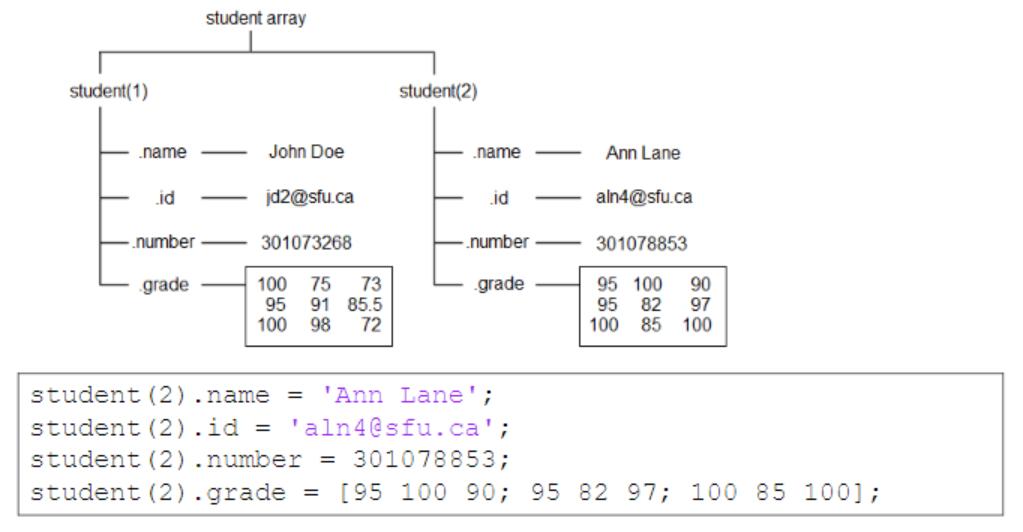 student array
student(1) student(2)
.name John Doe .name Ann Lane
.id jd2@sfu.ca .id aln4@sfu.ca
.number 301073268 .number 301078853
.grade 100 75 73 .grade 95 100 90
95 91 85.5 95 82 97
100 98 72 100 85 100
student(2).name = 'Ann Lane';
student(2).id = 'aln4@sfu.ca';
student(2).number = 301078853;
student(2).grade = [95 100 90; 95 82 97; 100 85 100];